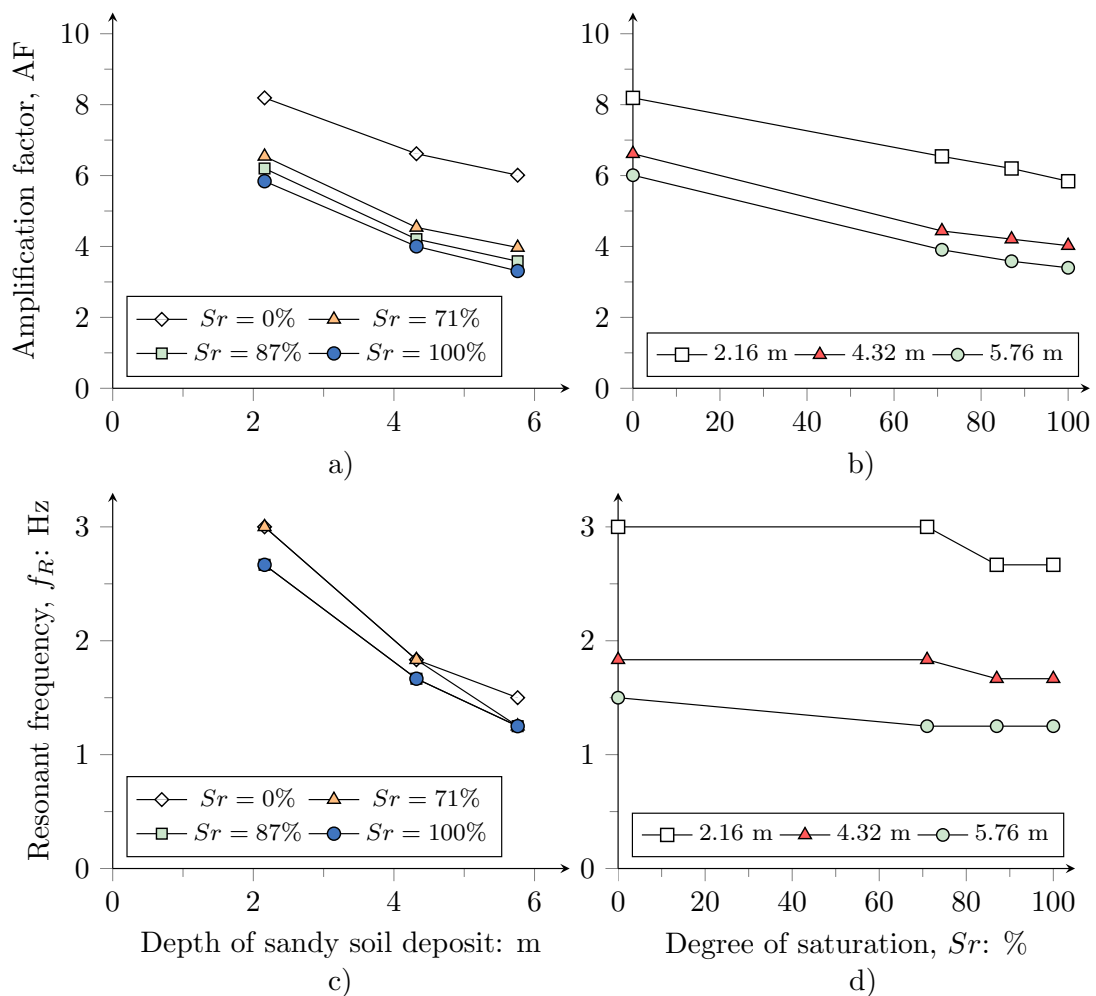 Amplification factor, AF
10
8
6
4
2
0
Sr = 0% Sr = 71%
Sr = 87% Sr = 100%
0 2 4 6
a)
10
8
6
4
2
0
2.16 m 4.32 m 5.76 m
0 20 40 60 80 100
b)
Resonant frequency, f_R: Hz
3
2
1
0
Sr = 0% Sr = 71%
Sr = 87% Sr = 100%
0 2 4 6
Depth of sandy soil deposit: m
c)
3
2
1
0
2.16 m 4.32 m 5.76 m
0 20 40 60 80 100
Degree of saturation, Sr: %
d)